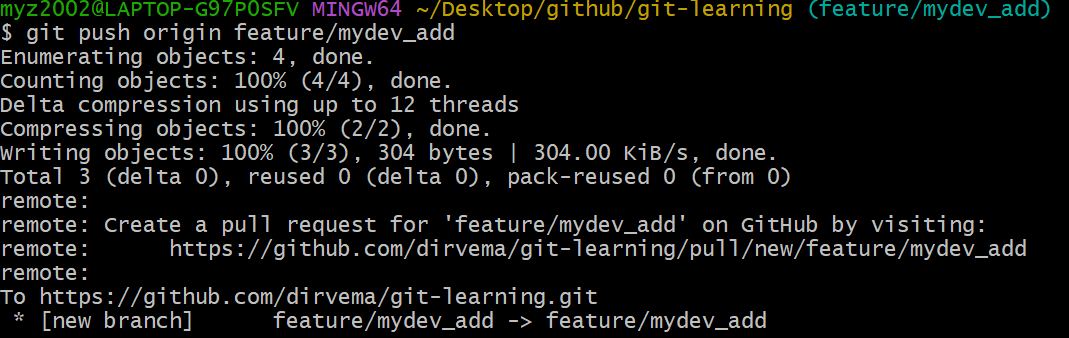 myz2002@LAPTOP-G97P0SFV MINGW64 ~/Desktop/github/git-learning (feature/mydev_add)
$ git push origin feature/mydev_add
Enumerating objects: 4, done.
Counting objects: 100% (4/4), done.
Delta compression using up to 12 threads
Compressing objects: 100% (2/2), done.
Writing objects: 100% (3/3), 304 bytes | 304.00 KiB/s, done.
Total 3 (delta 0), reused 0 (delta 0), pack-reused 0 (from 0)
remote:
remote: Create a pull request for 'feature/mydev_add' on GitHub by visiting:
remote:      https://github.com/dirvema/git-learning/pull/new/feature/mydev_add
remote:
To https://github.com/dirvema/git-learning.git
 * [new branch]      feature/mydev_add -> feature/mydev_add